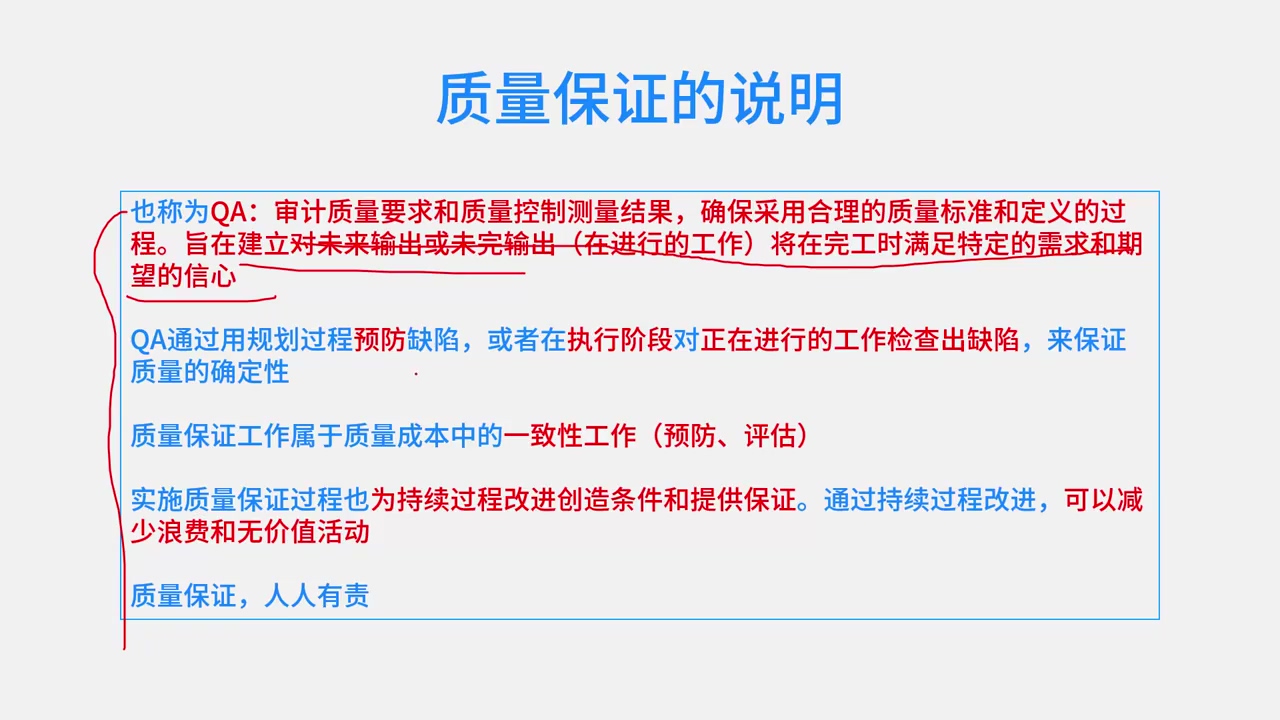 质量保证的说明
也称为QA：审计质量要求和质量控制测量结果，确保采用合理的质量标准和定义的过
程。旨在建立对未来输出或未完输出（在进行的工作）将在完工时满足特定的需求和期
望的信心
QA通过用规划过程预防缺陷，或者在执行阶段对正在进行的工作检查出缺陷，来保证
质量的确定性
质量保证工作属于质量成本中的一致性工作（预防、评估）
实施质量保证过程也为持续过程改进创造条件和提供保证。通过持续过程改进，可以减
少浪费和无价值活动
质量保证，人人有责